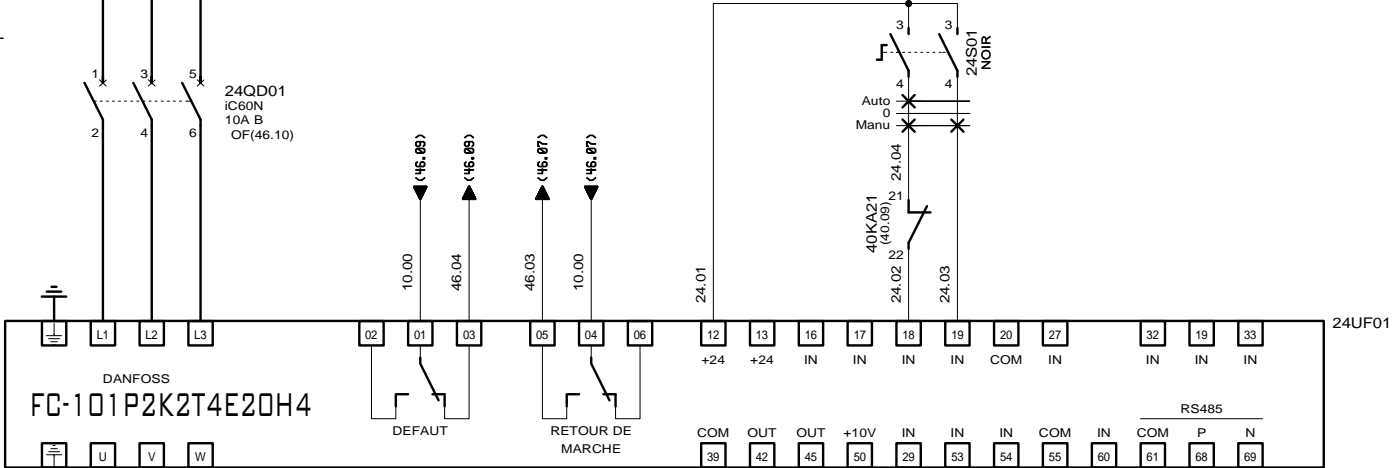 3 3
24S01
NOIR
4 4
Auto
0
Manu
1 3 5
24QD01
iC60N
10A B
OF(46.10)
2 4 6
(46.09) (46.09) (46.07) (46.07)
24.04
21
40KA21
(40.09)
22
10.00 46.04 46.03 10.00 24.01 24.02 24.03
24UF01
L1 L2 L3 02 01 03 05 04 06 12 13 16 17 18 19 20 27 32 19 33
+24 +24 IN IN IN IN COM IN IN IN IN
DANFOSS
FC-101P2K2T4E20H4
DEFAUT
RETOUR DE
MARCHE
RS485
COM OUT OUT +10V IN IN IN COM IN COM P N
U V W 39 42 45 50 29 53 54 55 60 61 68 69